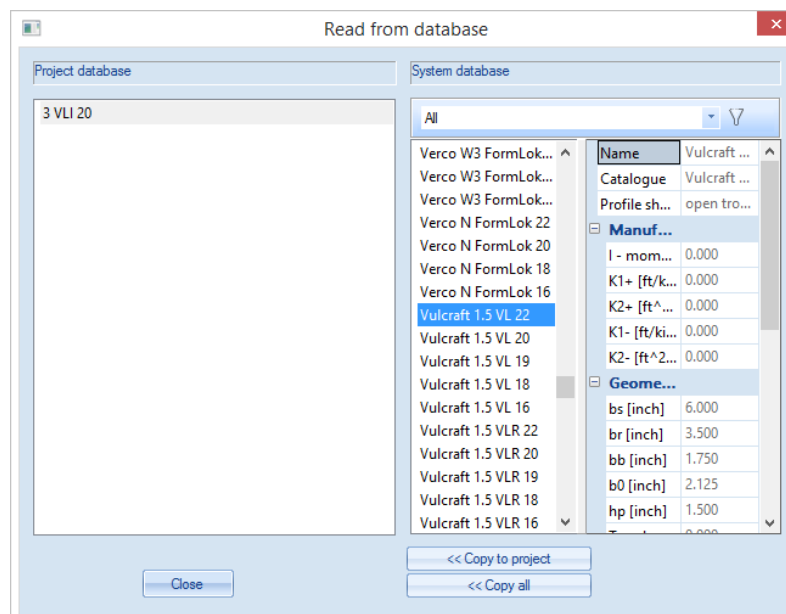 Read from database
Project database
System database
3 VLI 20
All
Verco W3 FormLok...
Verco W3 FormLok...
Verco W3 FormLok...
Verco N FormLok 22
Verco N FormLok 20
Verco N FormLok 18
Verco N FormLok 16
Vulcraft 1.5 VL 22
Vulcraft 1.5 VL 20
Vulcraft 1.5 VL 19
Vulcraft 1.5 VL 18
Vulcraft 1.5 VL 16
Vulcraft 1.5 VLR 22
Vulcraft 1.5 VLR 20
Vulcraft 1.5 VLR 19
Vulcraft 1.5 VLR 18
Vulcraft 1.5 VLR 16
Name Vulcraft ...
Catalogue Vulcraft ...
Profile sh... open tro...
Manuf...
I - mom... 0.000
K1+ [ft/k... 0.000
K2+ [ft^... 0.000
K1- [ft/ki... 0.000
K2- [ft^2... 0.000
Geome...
bs [inch] 6.000
br [inch] 3.500
bb [inch] 1.750
b0 [inch] 2.125
hp [inch] 1.500
<< Copy to project
Close
<< Copy all